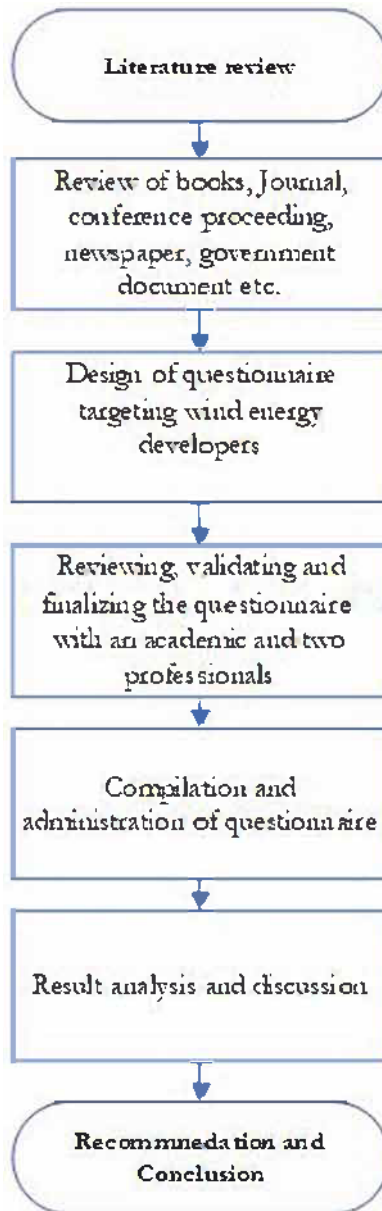 Literature review
Review of books, Journal,
conference proceeding,
newspaper, government
document etc.
Design of questionnaire
targeting wind energy
developers
Reviewing, validating and
finalizing the questionnaire
with an academic and two
professionals
Compilation and
administration of questionnaire
Result analysis and discussion
Recommnedation and
Conclusion